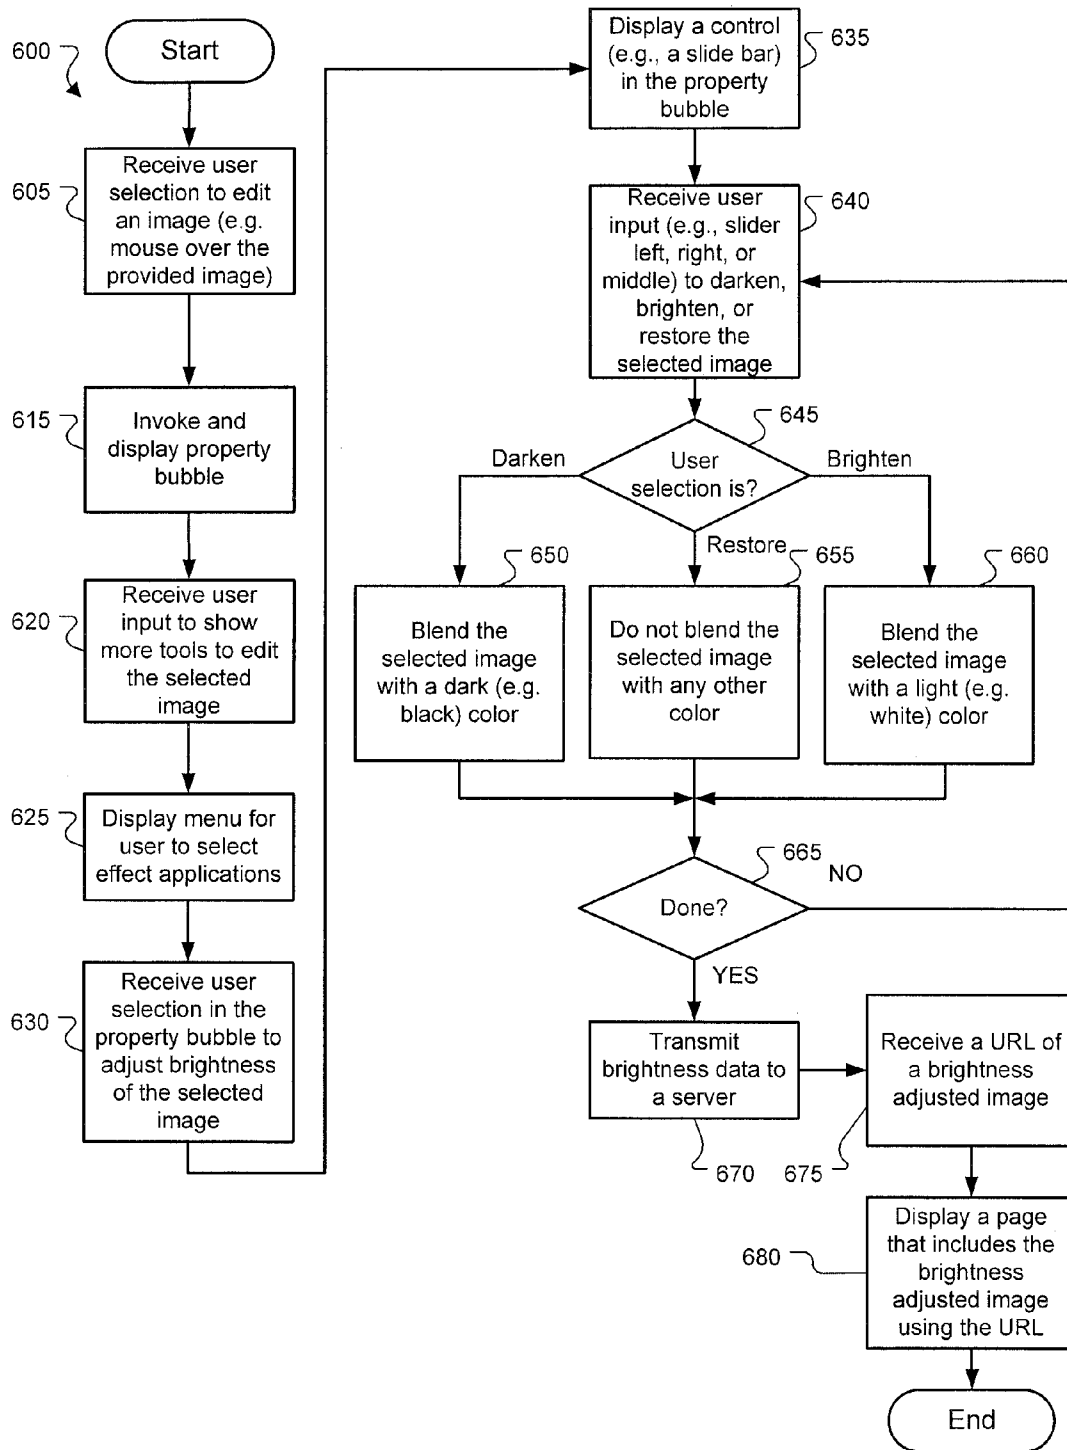 600
Start
605
Receive user
selection to edit
an image (e.g.
mouse over the
provided image)
615
Invoke and
display property
bubble
620
Receive user
input to show
more tools to edit
the selected
image
625
Display menu for
user to select
effect applications
630
Receive user
selection in the
property bubble to
adjust brightness
of the selected
image
Display a control
(e.g., a slide bar)
in the property
bubble
635
Receive user
input (e.g., slider
left, right, or
middle) to darken,
brighten, or
restore the
selected image
640
645
User
selection is?
Darken
Restore
Brighten
650
Blend the
selected image
with a dark (e.g.
black) color
655
Do not blend the
selected image
with any other
color
660
Blend the
selected image
with a light (e.g.
white) color
665
Done?
NO
YES
Transmit
brightness data to
a server
670
Receive a URL of
a brightness
adjusted image
675
680
Display a page
that includes the
brightness
adjusted image
using the URL
End